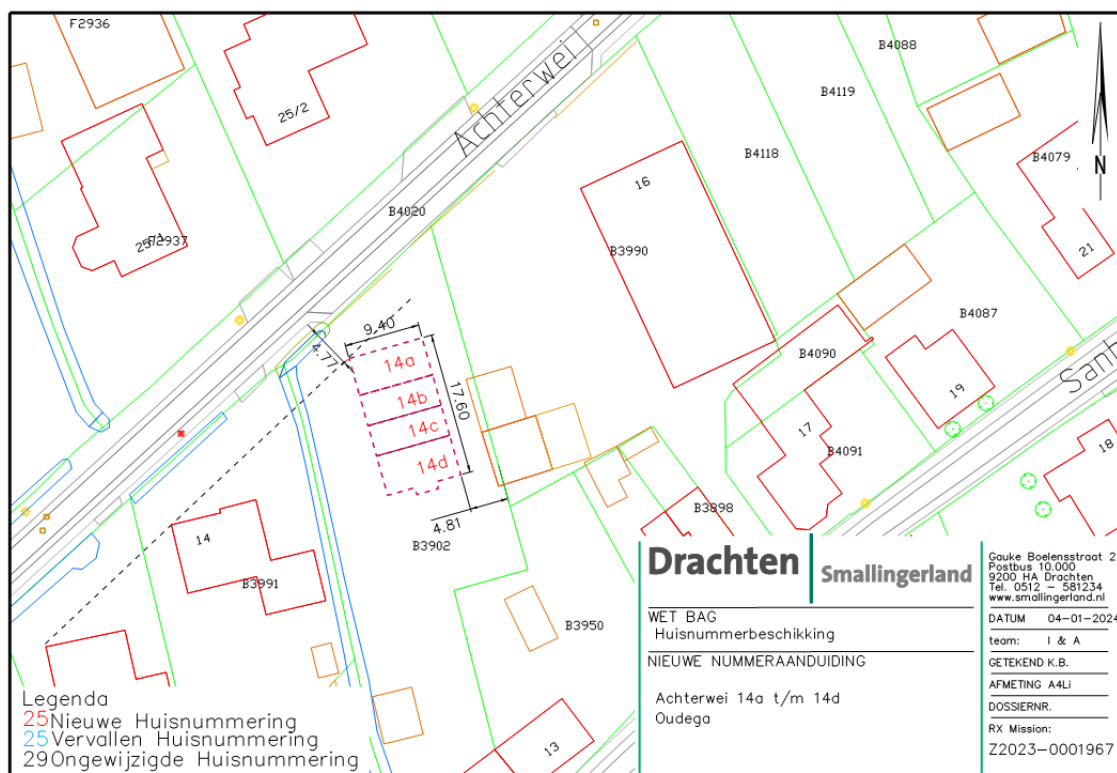 F2936
25/2
Achterwei
B4088
B4119
B4118
B4079
N
16
B4020
F2937
B3990
21
B4087
9.40
4.77
14a
17.60
14b
14c
14d
4.81
B4090
19
17
B4091
18
14
B3902
B3898
B3991
B3950
13
Legenda
25 Nieuwe Huisnummering
25 Vervallen Huisnummering
29 Ongewijzigde Huisnummering
Drachten Smallingerland
WET BAG
Huisnummerbeschikking
NIEUWE NUMMERAANDUIDING
Achterwei 14a t/m 14d
Oudega
Gauke Boelensstraat 2
Postbus 10.000
9200 HA Drachten
Tel. 0512 - 581234
www.smallingerland.nl
DATUM 04-01-2024
team: I & A
GETEKEND K.B.
AFMETING A4Li
DOSSIERNR.
RX Mission:
Z2023-0001967